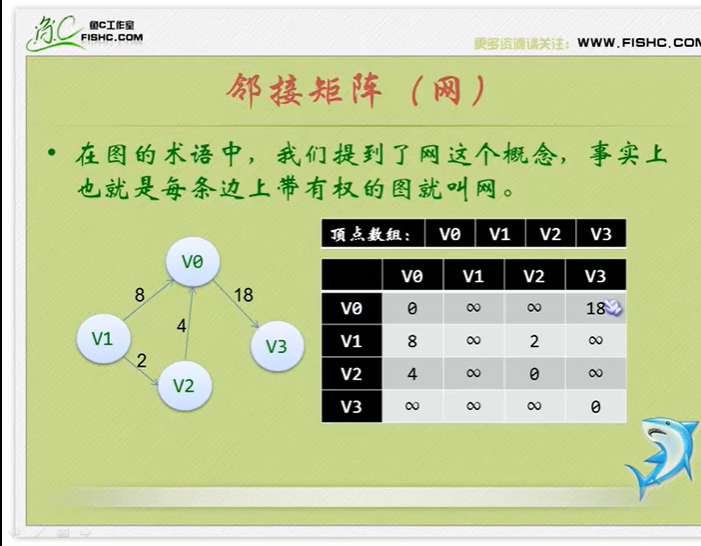 鱼C 鱼C工作室
FISHC.COM
更多资源请关注： WWW.FISHC.COM
邻接矩阵（网）
• 在图的术语中，我们提到了网这个概念，事实上
也就是每条边上带有权的图就叫网。
顶点数组： V0 V1 V2 V3
V0 V1 V2 V3
V0 0 ∞ ∞ 18
V1 8 ∞ 2 ∞
V2 4 ∞ 0 ∞
V3 ∞ ∞ ∞ 0
V0
8 18
4
V1
V3
2
V2